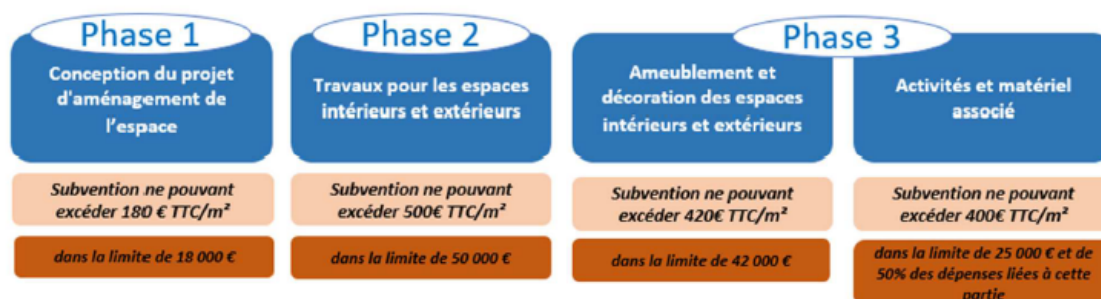 Phase 1
Conception du projet
d'aménagement de
l'espace
Subvention ne pouvant
excéder 180 € TTC/m²
dans la limite de 18 000 €
Phase 2
Travaux pour les espaces
intérieurs et extérieurs
Subvention ne pouvant
excéder 500€ TTC/m²
dans la limite de 50 000 €
Phase 3
Ameublement et
décoration des espaces
intérieurs et extérieurs
Subvention ne pouvant
excéder 420€ TTC/m²
dans la limite de 42 000 €
Activités et matériel
associé
Subvention ne pouvant
excéder 400€ TTC/m²
dans la limite de 25 000 € et de
50% des dépenses liées à cette
partie